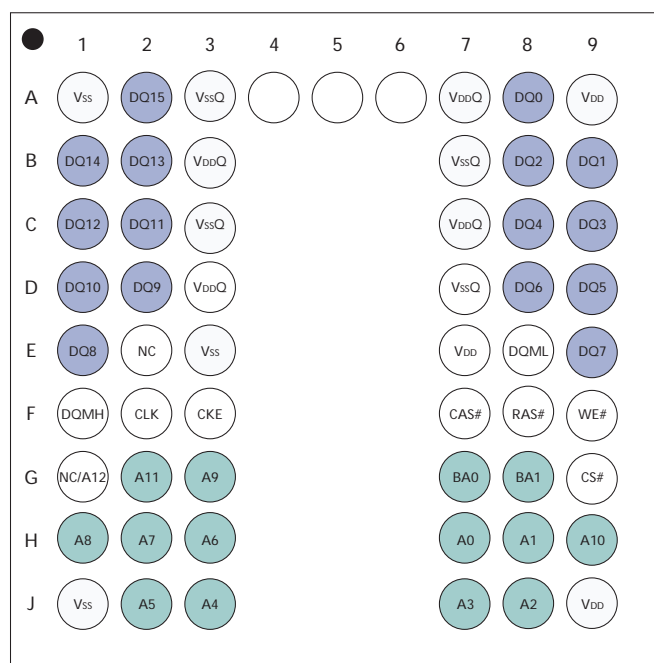 1 2 3 4 5 6 7 8 9
A Vss DQ15 VssQ VDDQ DQ0 VDD
B DQ14 DQ13 VDDQ VssQ DQ2 DQ1
C DQ12 DQ11 VssQ VDDQ DQ4 DQ3
D DQ10 DQ9 VDDQ VssQ DQ6 DQ5
E DQ8 NC Vss VDD DQML DQ7
F DQMH CLK CKE CAS# RAS# WE#
G NC/A12 A11 A9 BA0 BA1 CS#
H A8 A7 A6 A0 A1 A10
J Vss A5 A4 A3 A2 VDD